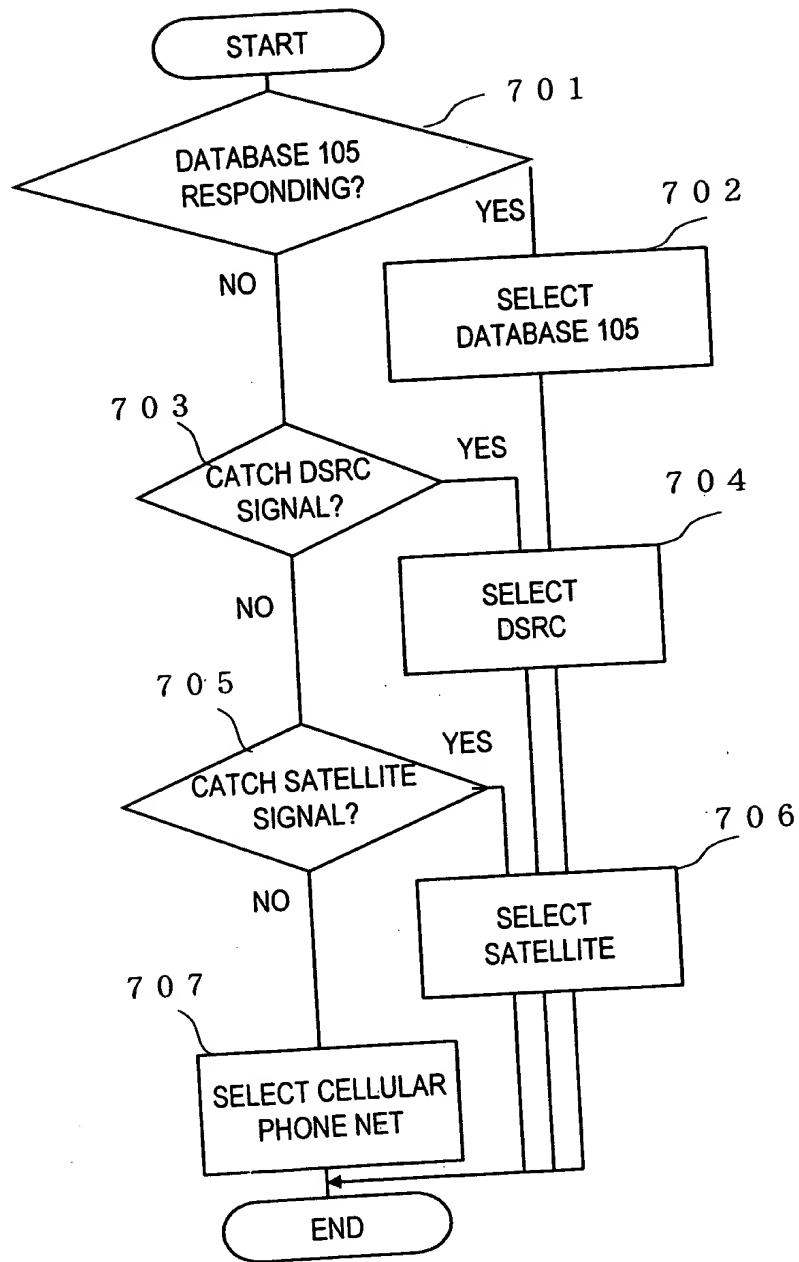 START
701
DATABASE 105
RESPONDING?
YES
702
NO
SELECT
DATABASE 105
703
CATCH DSRC
SIGNAL?
YES
704
NO
SELECT
DSRC
705
CATCH SATELLITE
SIGNAL?
YES
706
NO
SELECT
SATELLITE
707
SELECT CELLULAR
PHONE NET
END